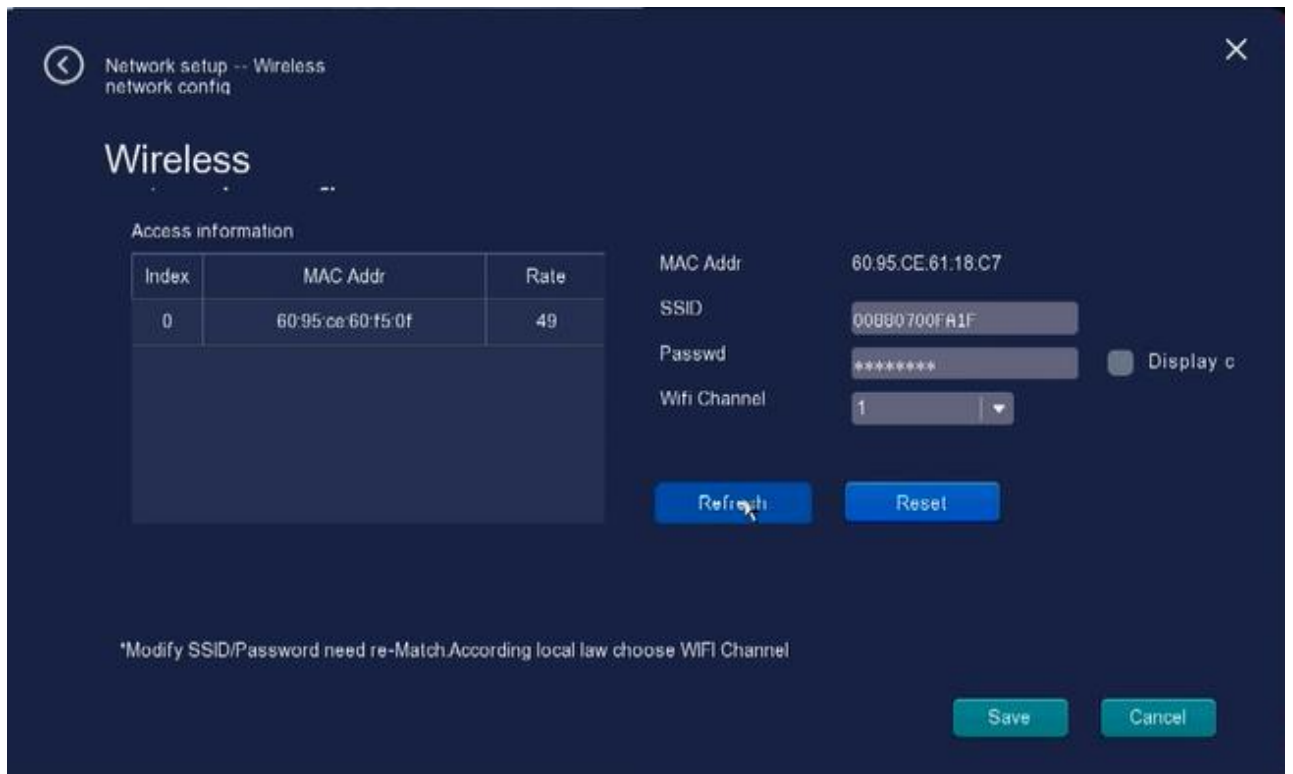 Network setup -- Wireless
network config
Wireless
Access information
Index MAC Addr Rate
0 60:95:ce:60:f5:0f 49
MAC Addr 60:95:CE:61:18:C7
SSID
Passwd ********
Display c
Wifi Channel 1
Refresh Reset
*Modify SSID/Password need re-Match.According local law choose WIFI Channel
Save Cancel